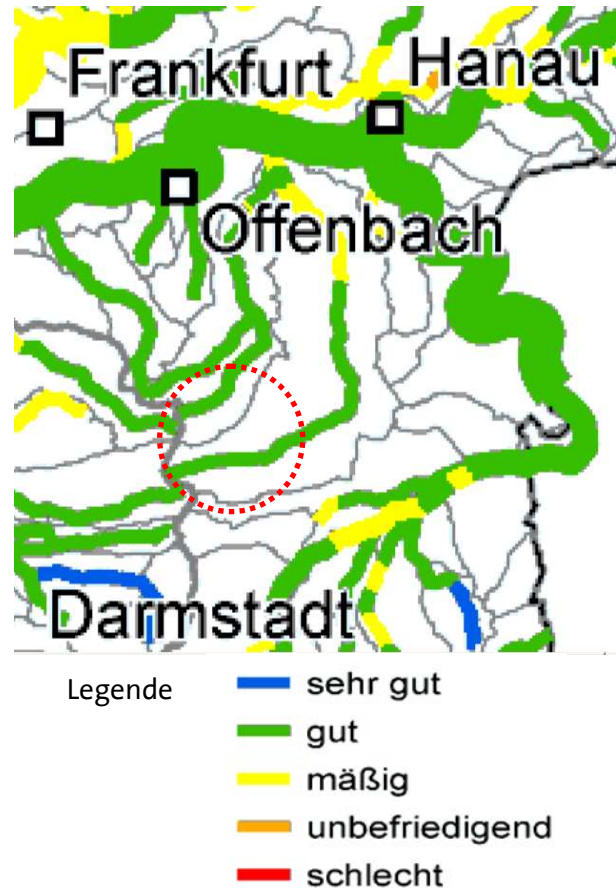 Frankfurt
Hanau
Offenbach
Darmstadt
Legende
sehr gut
gut
mäßig
unbefriedigend
schlecht